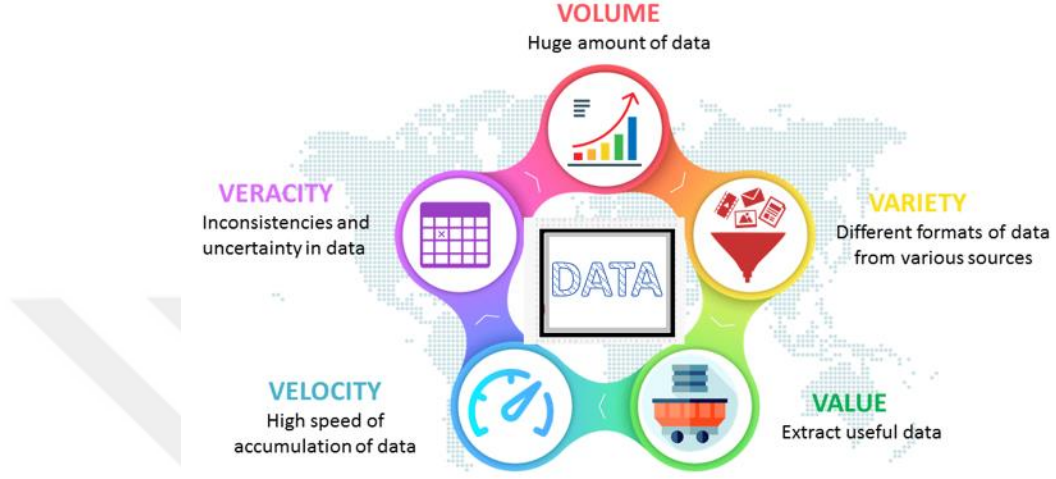 VOLUME
Huge amount of data
VERACITY
Inconsistencies and
uncertainty in data
VARIETY
Different formats of data
from various sources
DATA
VELOCITY
High speed of
accumulation of data
VALUE
Extract useful data